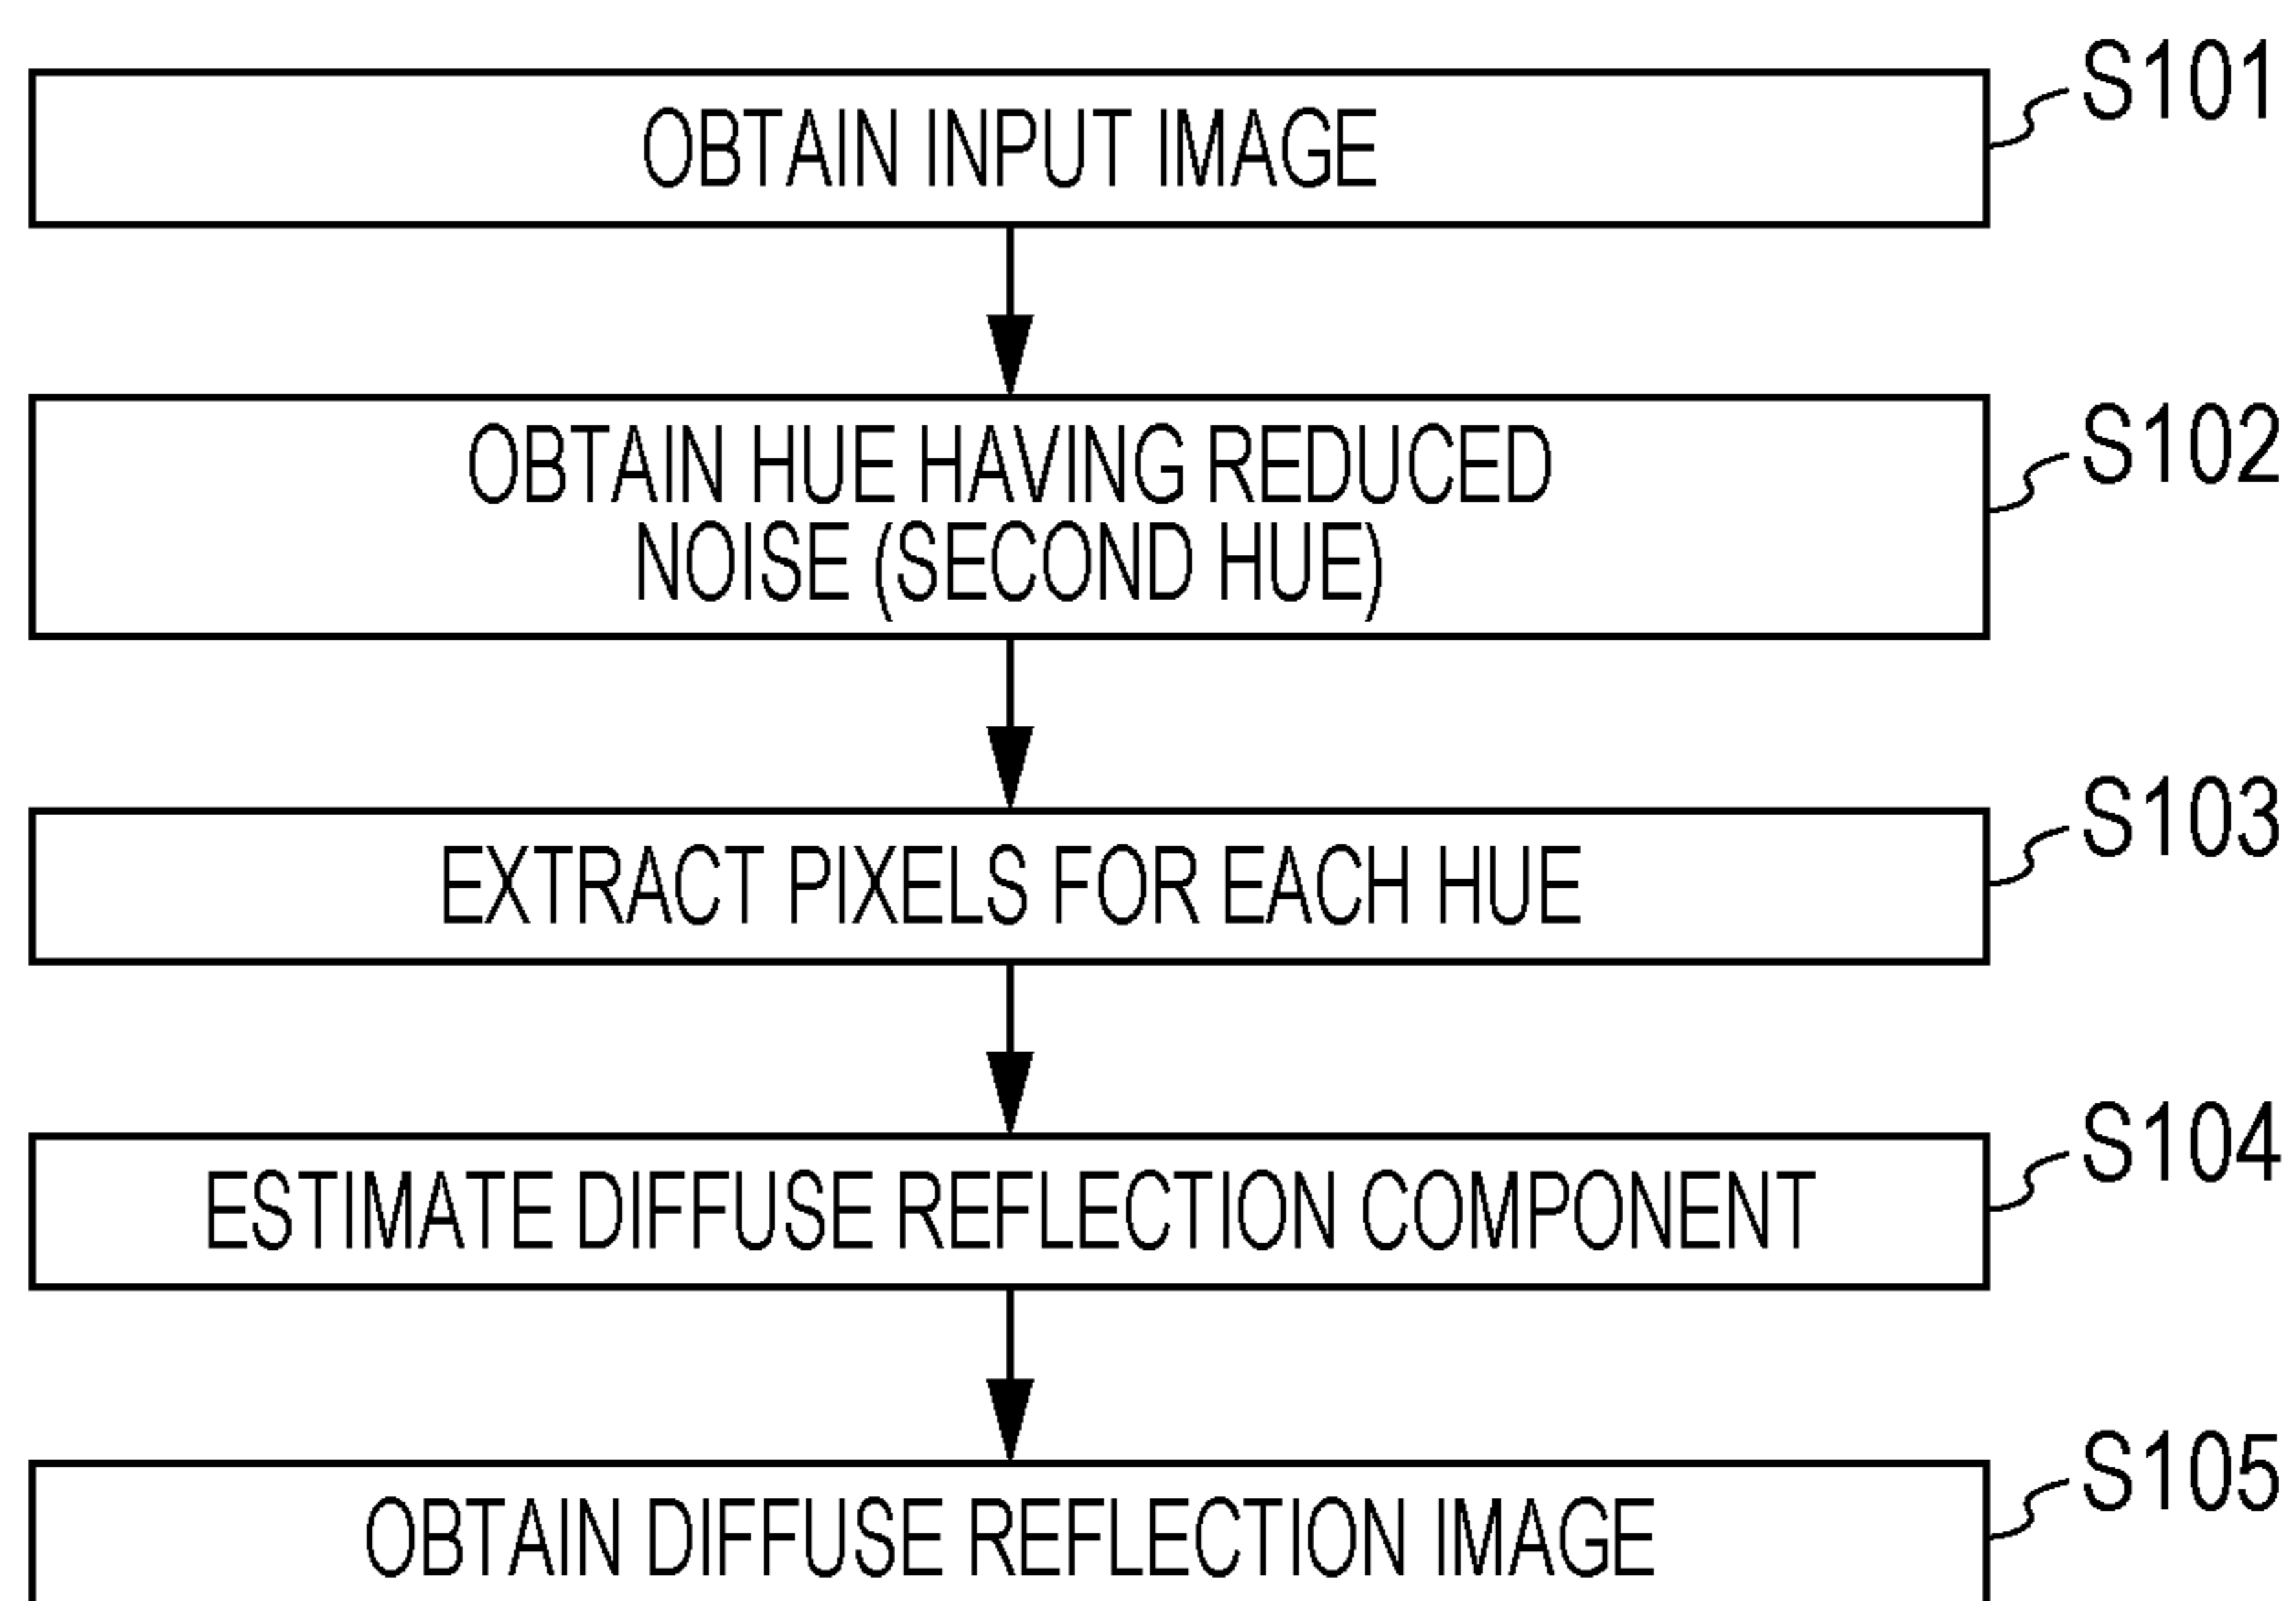 S101
OBTAIN INPUT IMAGE
S102
OBTAIN HUE HAVING REDUCED
NOISE (SECOND HUE)
S103
EXTRACT PIXELS FOR EACH HUE
S104
ESTIMATE DIFFUSE REFLECTION COMPONENT
S105
OBTAIN DIFFUSE REFLECTION IMAGE